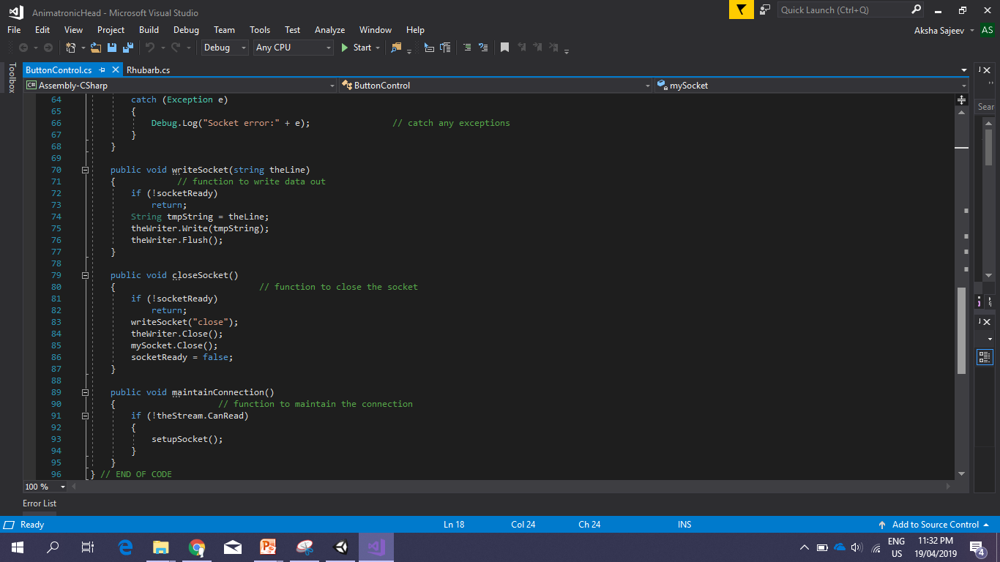 AnimatronicHead - Microsoft Visual Studio
Quick Launch (Ctrl+Q)
File Edit View Project Build Debug Team Tools Test Analyze Window Help
Aksha Sajeev AS
Debug Any CPU Start
Toolbox
ButtonControl.cs Rhubarb.cs
C# Assembly-CSharp ButtonControl mySocket
Sear
64 catch (Exception e)
65 {
66 Debug.Log("Socket error:" + e); // catch any exceptions
67 }
68 }
69
70 public void writeSocket(string theLine)
71 { // function to write data out
72 if (!socketReady)
73 return;
74 String tmpString = theLine;
75 theWriter.Write(tmpString);
76 theWriter.Flush();
77 }
78
79 public void closeSocket()
80 { // function to close the socket
81 if (!socketReady)
82 return;
83 writeSocket("close");
84 theWriter.Close();
85 mySocket.Close();
86 socketReady = false;
87 }
88
89 public void maintainConnection()
90 { // function to maintain the connection
91 if (!theStream.CanRead)
92 {
93 setupSocket();
94 }
95 }
96 } // END OF CODE
100 %
Error List
Ready Ln 18 Col 24 Ch 24 INS Add to Source Control
ENG 11:32 PM
US 19/04/2019 4